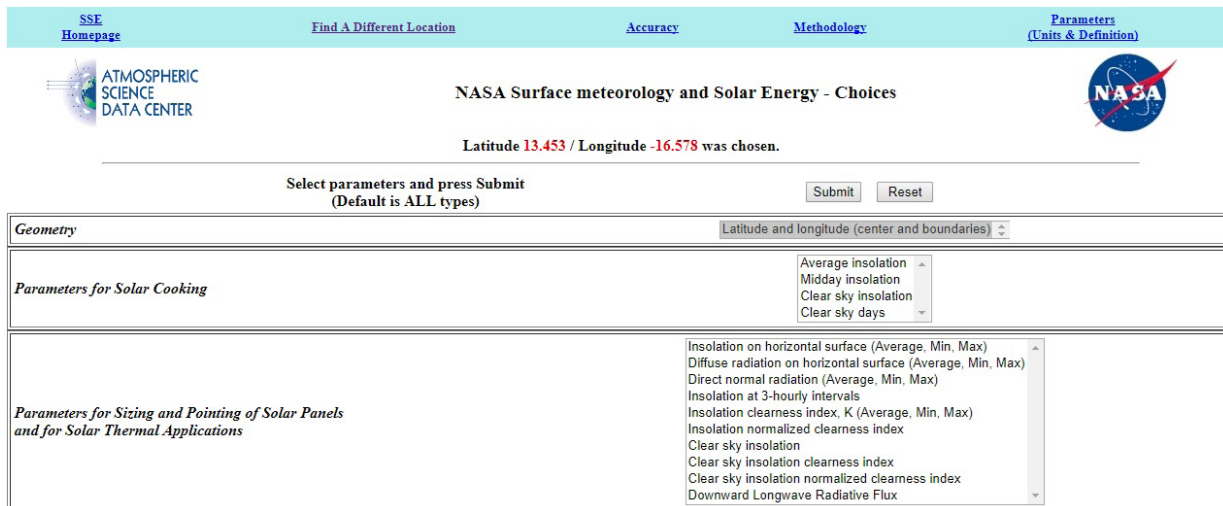 SSE
Homepage
Find A Different Location
Accuracy
Methodology
Parameters
(Units & Definition)
ATMOSPHERIC
SCIENCE
DATA CENTER
NASA Surface meteorology and Solar Energy - Choices
NASA
Latitude 13.453 / Longitude -16.578 was chosen.
Select parameters and press Submit
(Default is ALL types)
Submit
Reset
Geometry
Latitude and longitude (center and boundaries)
Parameters for Solar Cooking
Average insolation
Midday insolation
Clear sky insolation
Clear sky days
Parameters for Sizing and Pointing of Solar Panels
and for Solar Thermal Applications
Insolation on horizontal surface (Average, Min, Max)
Diffuse radiation on horizontal surface (Average, Min, Max)
Direct normal radiation (Average, Min, Max)
Insolation at 3-hourly intervals
Insolation clearness index, K (Average, Min, Max)
Insolation normalized clearness index
Clear sky insolation
Clear sky insolation clearness index
Clear sky insolation normalized clearness index
Downward Longwave Radiative Flux